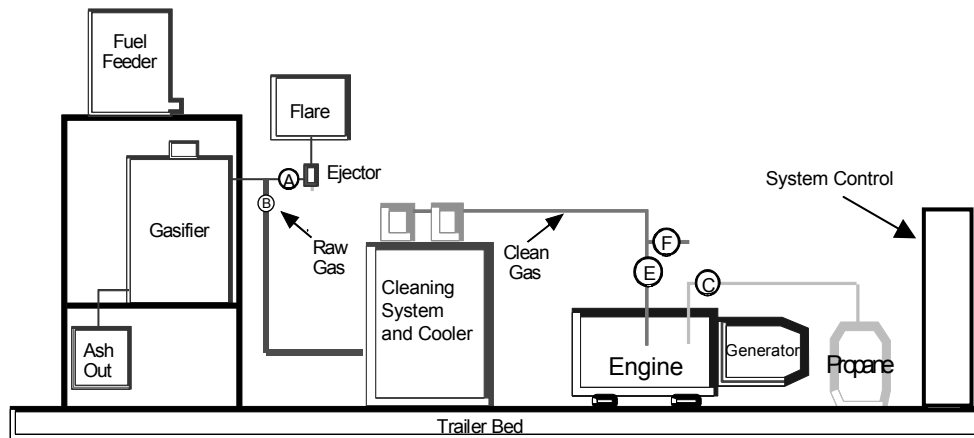 Fuel
Feeder
Flare
A
Ejector
B
Gasifier
Raw
Gas
Clean
Gas
System Control
F
E
C
Cleaning
System
and Cooler
Ash
Out
Engine
Generator
Propane
Trailer Bed